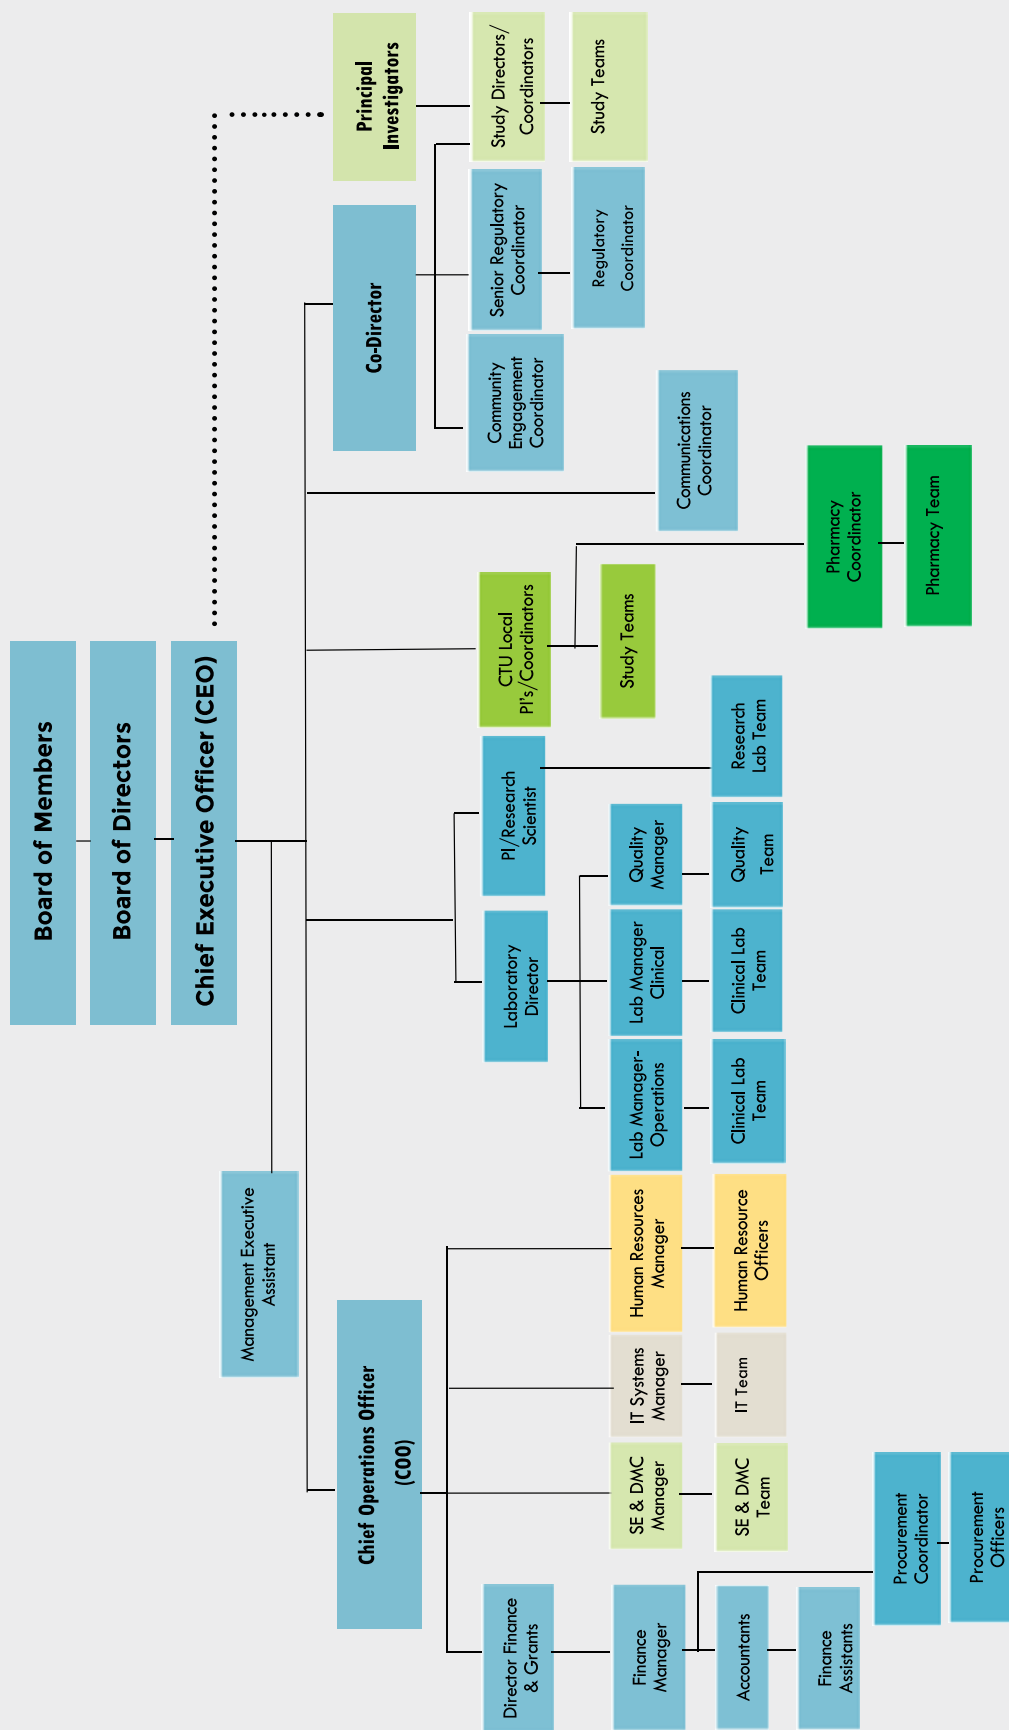 Board of Members
Board of Directors
Chief Executive Officer (CEO)
Management Executive
Assistant
Chief Operations Officer
(COO)
Co-Director
Principal
Investigators
Director Finance
& Grants
Laboratory
Director
PI/Research
Scientist
CTU Local
PI's/Coordinators
Community
Engagement
Coordinator
Senior Regulatory
Coordinator
Study Directors/
Coordinators
Finance
Manager
SE & DMC
Manager
IT Systems
Manager
Human Resources
Manager
Lab Manager-
Operations
Lab Manager
Clinical
Quality
Manager
Study Teams
Communications
Coordinator
Regulatory
Coordinator
Study Teams
Accountants
SE & DMC
Team
IT Team
Human Resource
Officers
Clinical Lab
Team
Clinical Lab
Team
Quality
Team
Research
Lab Team
Finance
Assistants
Procurement
Coordinator
Procurement
Officers
Pharmacy
Coordinator
Pharmacy Team